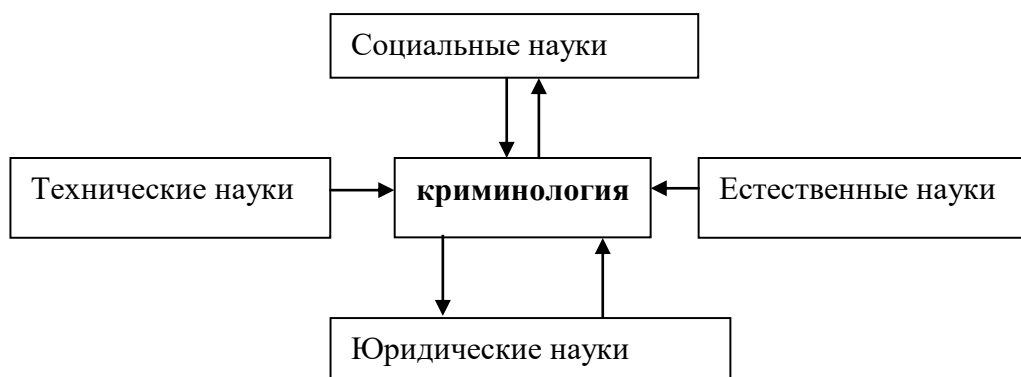 Социальные науки
Технические науки
криминология
Естественные науки
Юридические науки